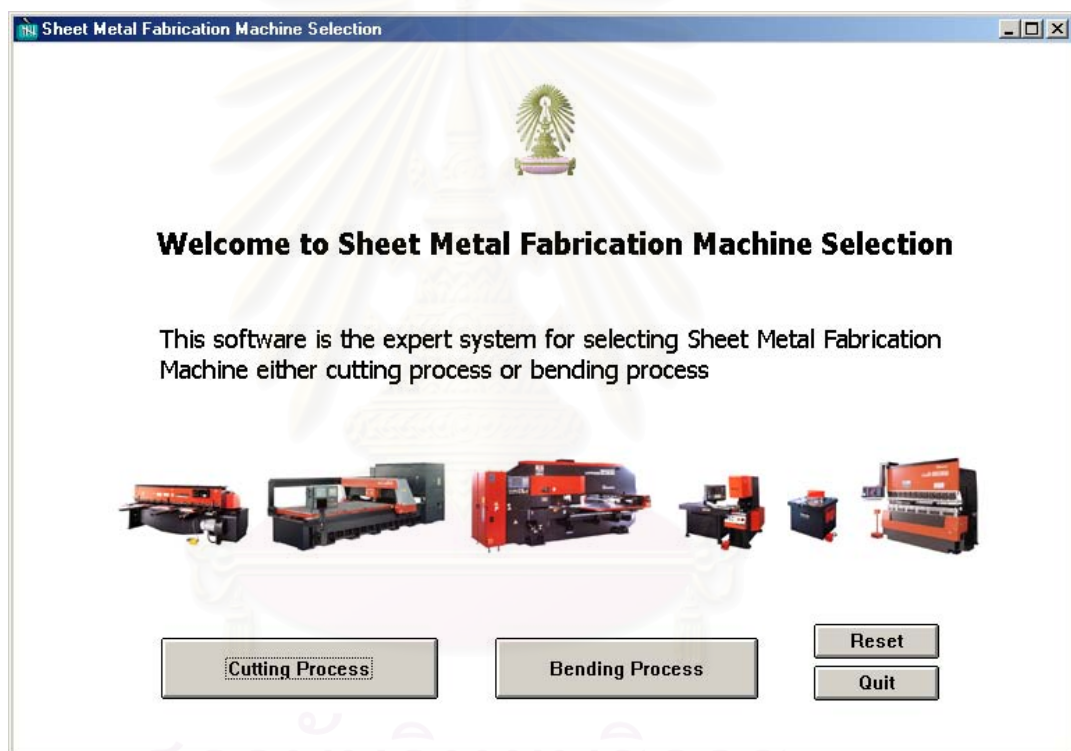 Sheet Metal Fabrication Machine Selection
Welcome to Sheet Metal Fabrication Machine Selection
This software is the expert system for selecting Sheet Metal Fabrication
Machine either cutting process or bending process
Cutting Process
Bending Process
Reset
Quit